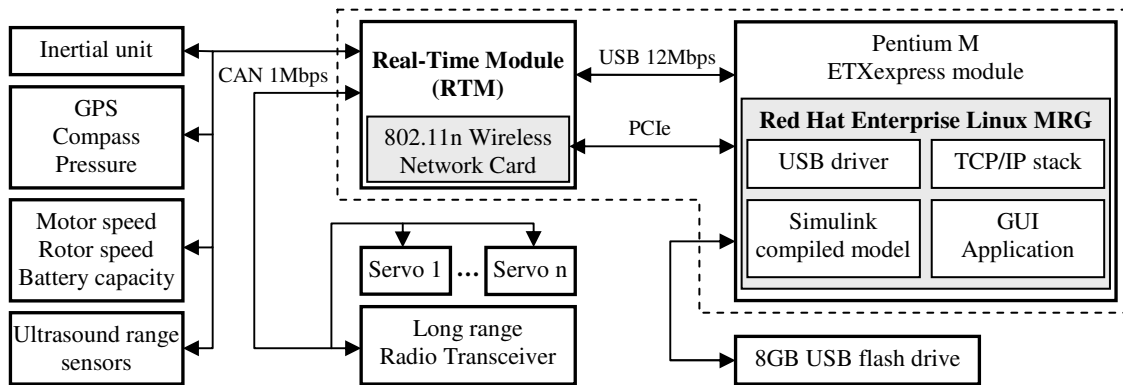 Inertial unit
GPS
Compass
Pressure
Motor speed
Rotor speed
Battery capacity
Ultrasound range
sensors
CAN 1Mbps
Real-Time Module
(RTM)
802.11n Wireless
Network Card
Servo 1
...
Servo n
Long range
Radio Transceiver
USB 12Mbps
PCIe
Pentium M
ETXexpress module
Red Hat Enterprise Linux MRG
USB driver
TCP/IP stack
Simulink
compiled model
GUI
Application
8GB USB flash drive